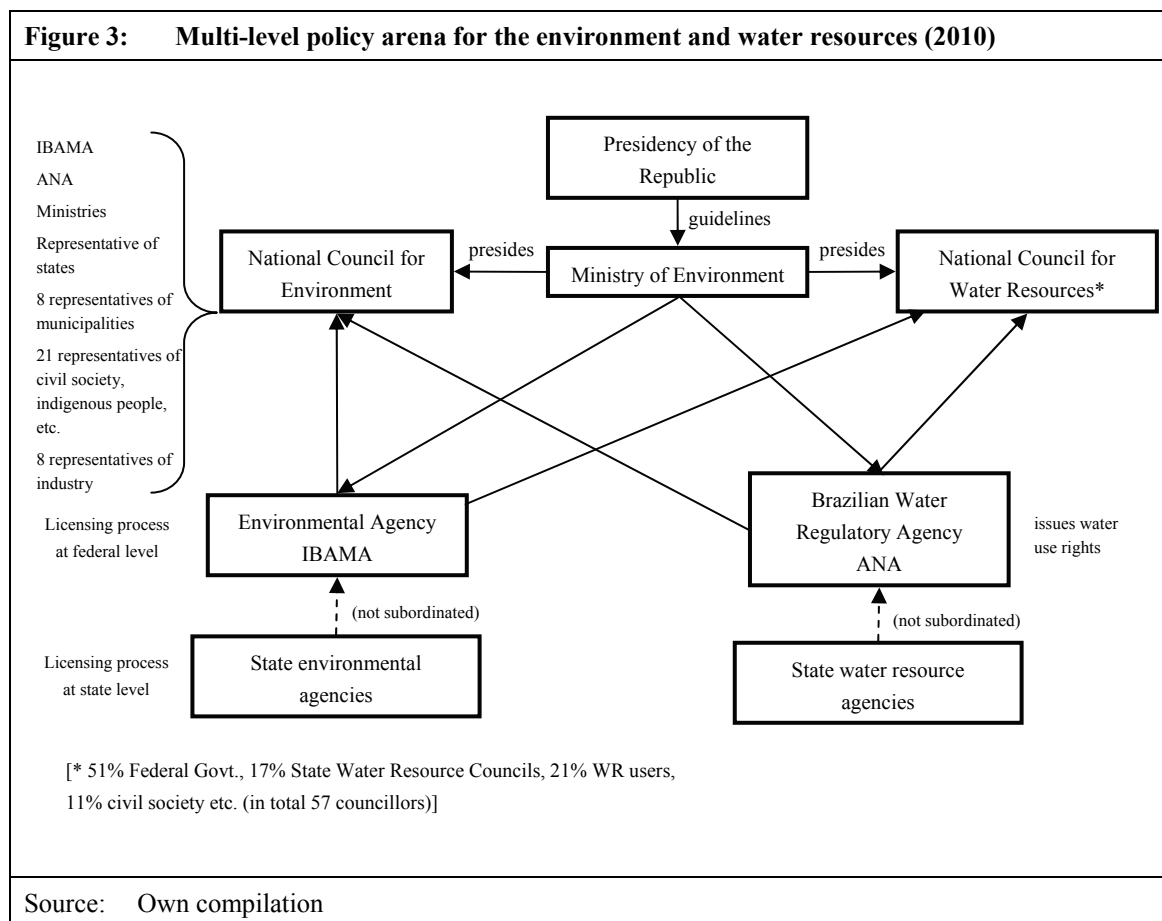 Figure 3: Multi-level policy arena for the environment and water resources (2010)
IBAMA
ANA
Ministries
Representative of
states
8 representatives of
municipalities
21 representatives of
civil society,
indigenous people,
etc.
8 representatives of
industry
Presidency of the
Republic
guidelines
National Council for
Environment
presides
Ministry of Environment
presides
National Council for
Water Resources*
Licensing process
at federal level
Environmental Agency
IBAMA
Brazilian Water
Regulatory Agency
ANA
issues water
use rights
(not subordinated)
(not subordinated)
Licensing process
at state level
State environmental
agencies
State water resource
agencies
[* 51% Federal Govt., 17% State Water Resource Councils, 21% WR users,
11% civil society etc. (in total 57 councillors)]
Source: Own compilation